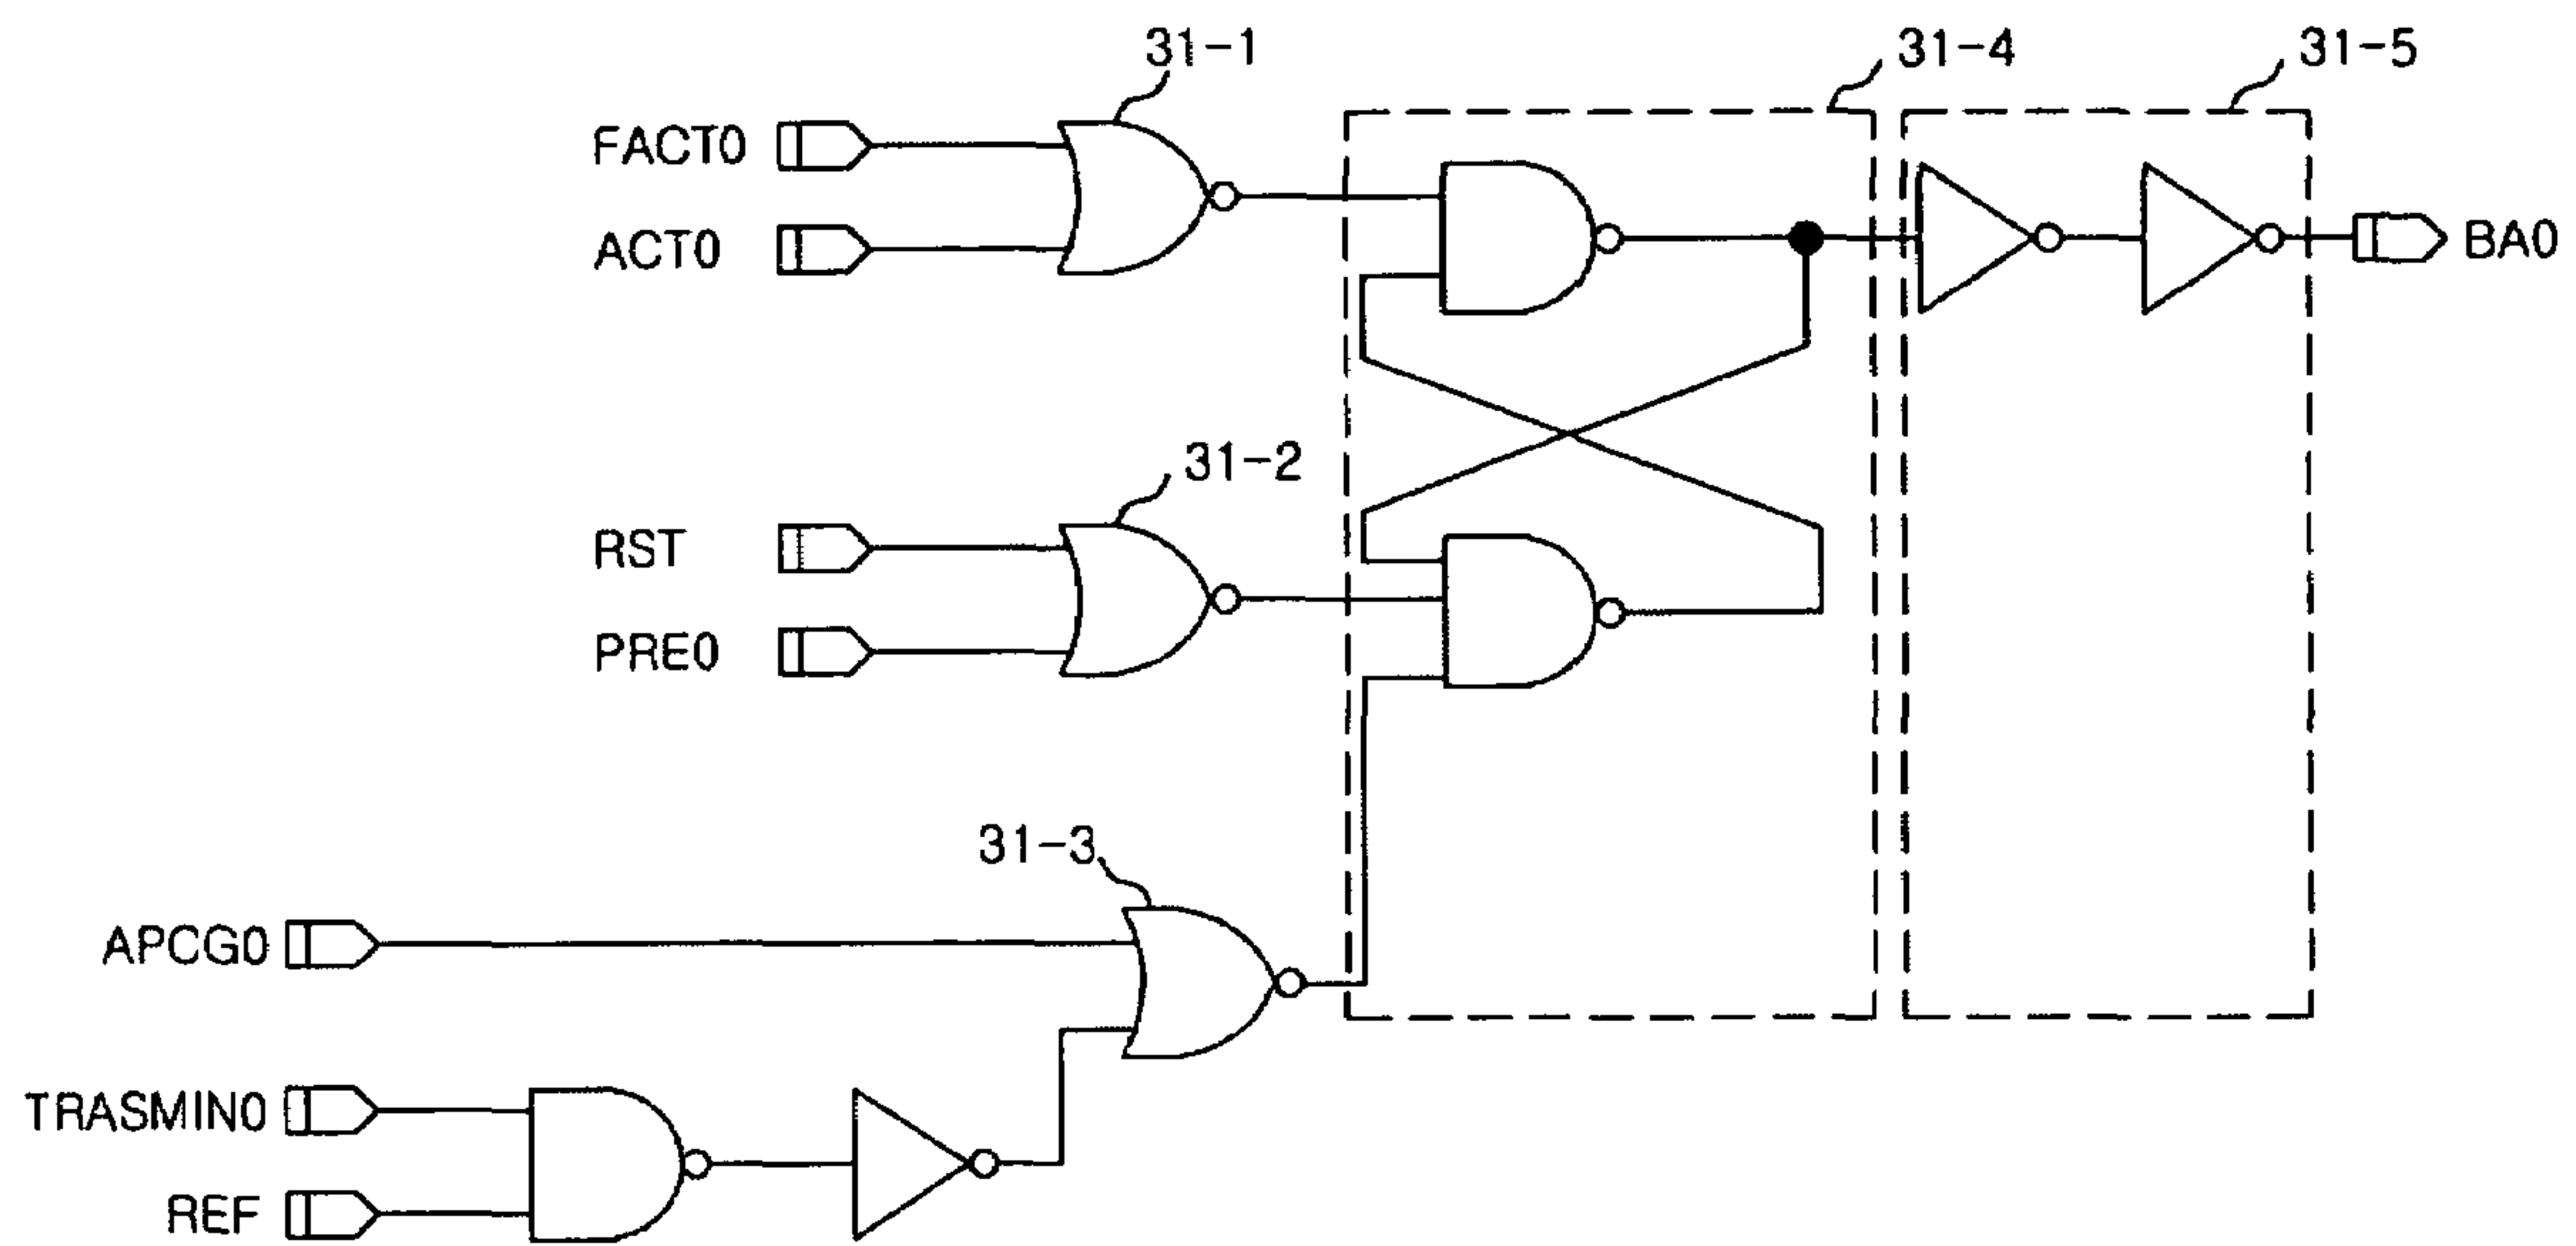 31-1
31-4
31-5
FACT0
ACT0
BA0
31-2
RST
PRE0
31-3
APCG0
TRASMIN0
REF